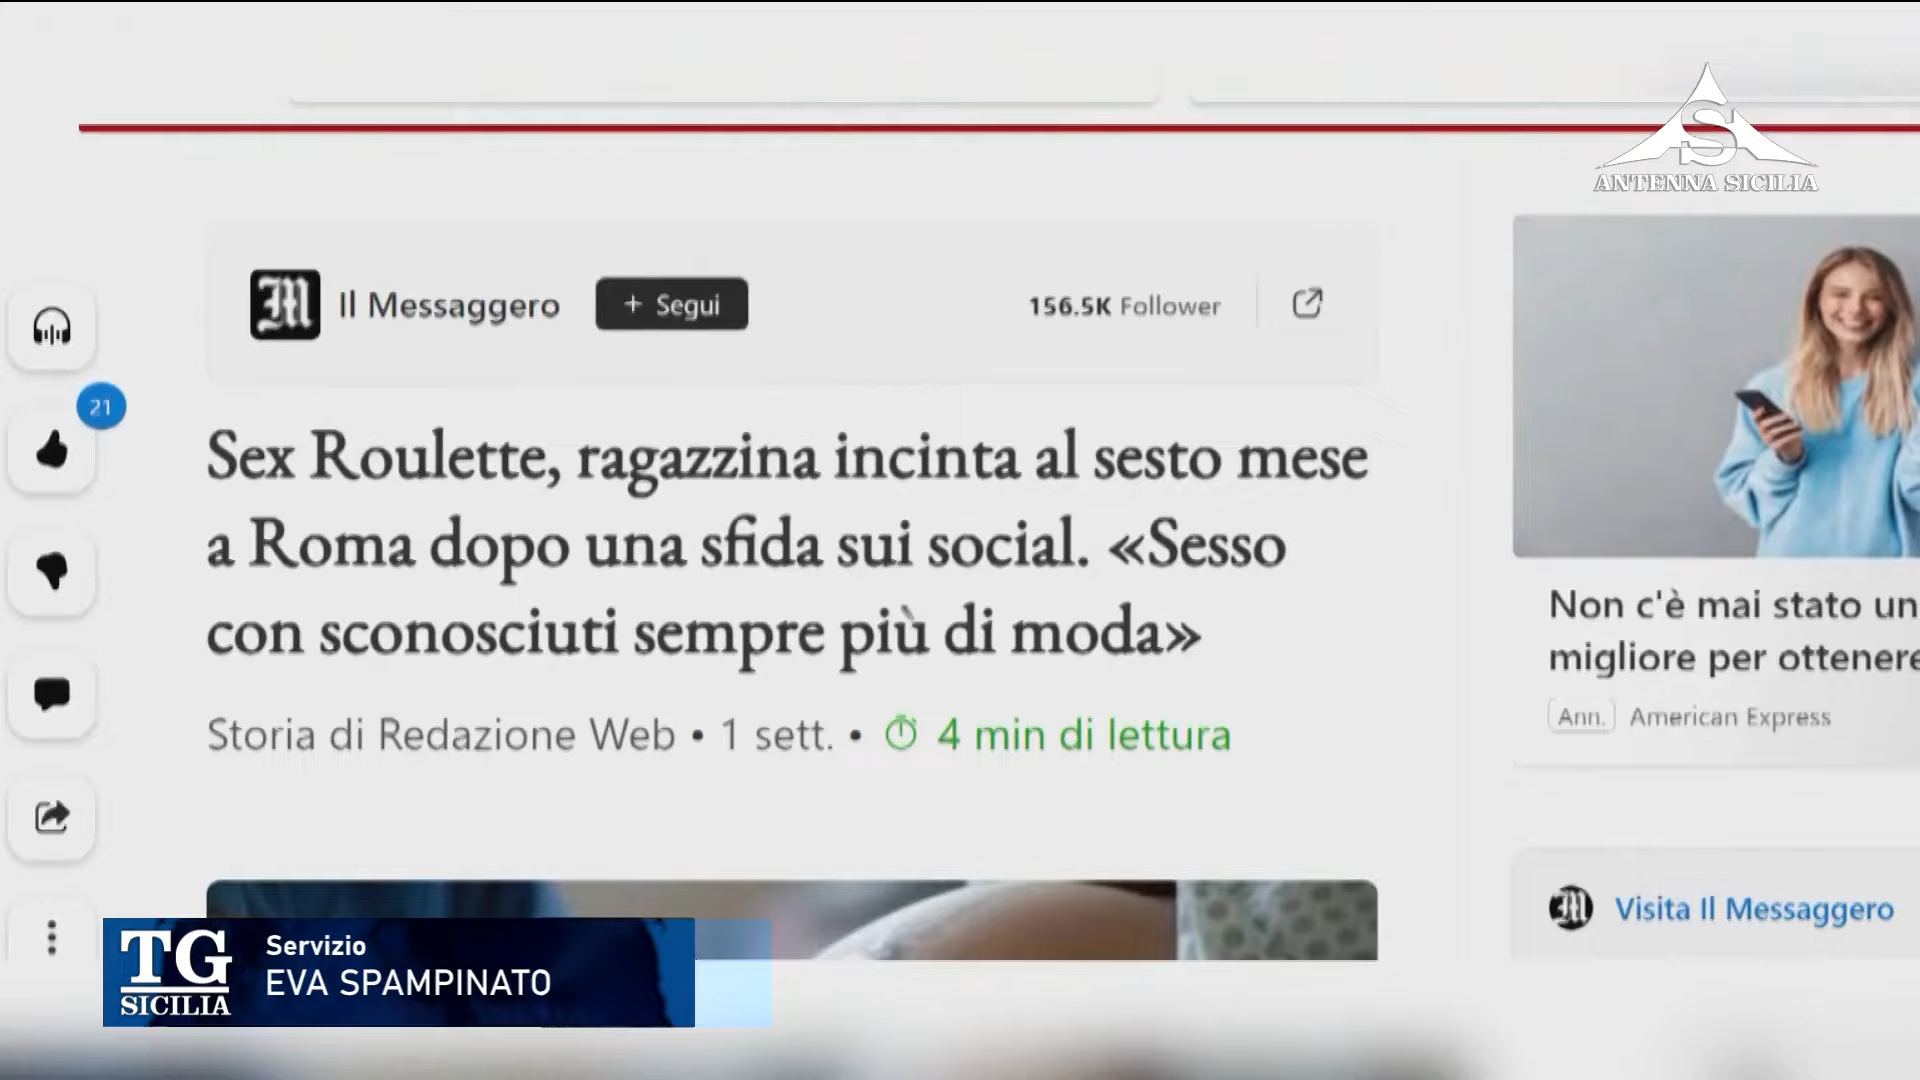 ANTENNA SICILIA
Il Messaggero
+ Segui
156.5K Follower
21
Sex Roulette, ragazzina incinta al sesto mese
a Roma dopo una sfida sui social. «Sesso
con sconosciuti sempre più di moda»
Storia di Redazione Web • 1 sett. • 4 min di lettura
Non c'è mai stato un
migliore per ottenere
Ann. American Express
Visita Il Messaggero
TG
SICILIA
Servizio
EVA SPAMPINATO